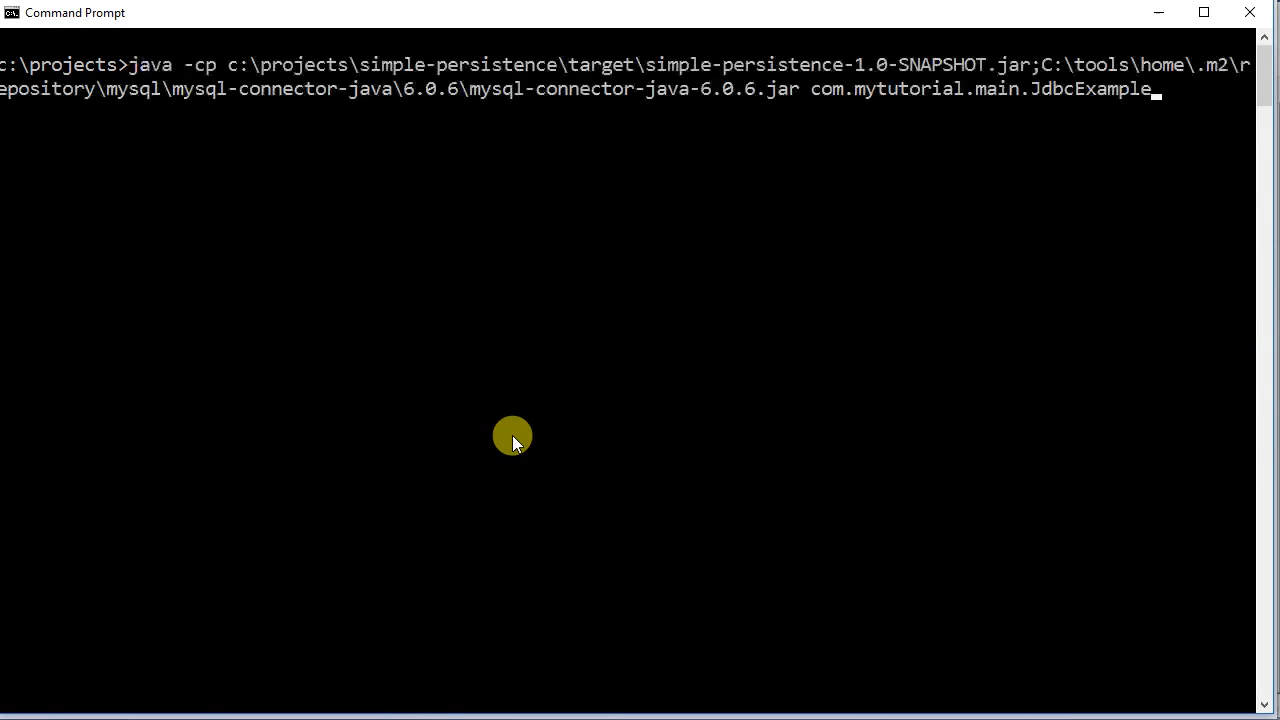 Command Prompt
c:\projects>java -cp c:\projects\simple-persistence\target\simple-persistence-1.0-SNAPSHOT.jar;C:\tools\home\.m2\r
epository\mysql\mysql-connector-java\6.0.6\mysql-connector-java-6.0.6.jar com.mytutorial.main.JdbcExample